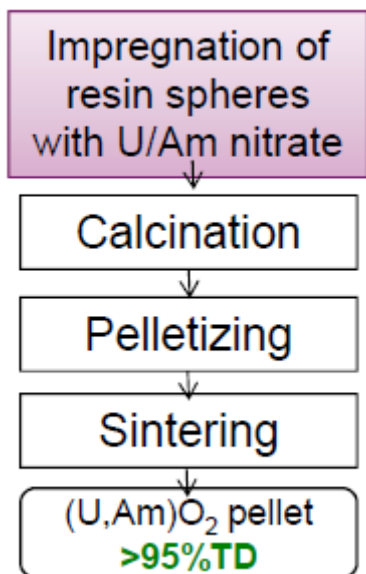 Impregnation of
resin spheres
with U/Am nitrate
Calcination
Pelletizing
Sintering
(U,Am)O₂ pellet
>95%TD